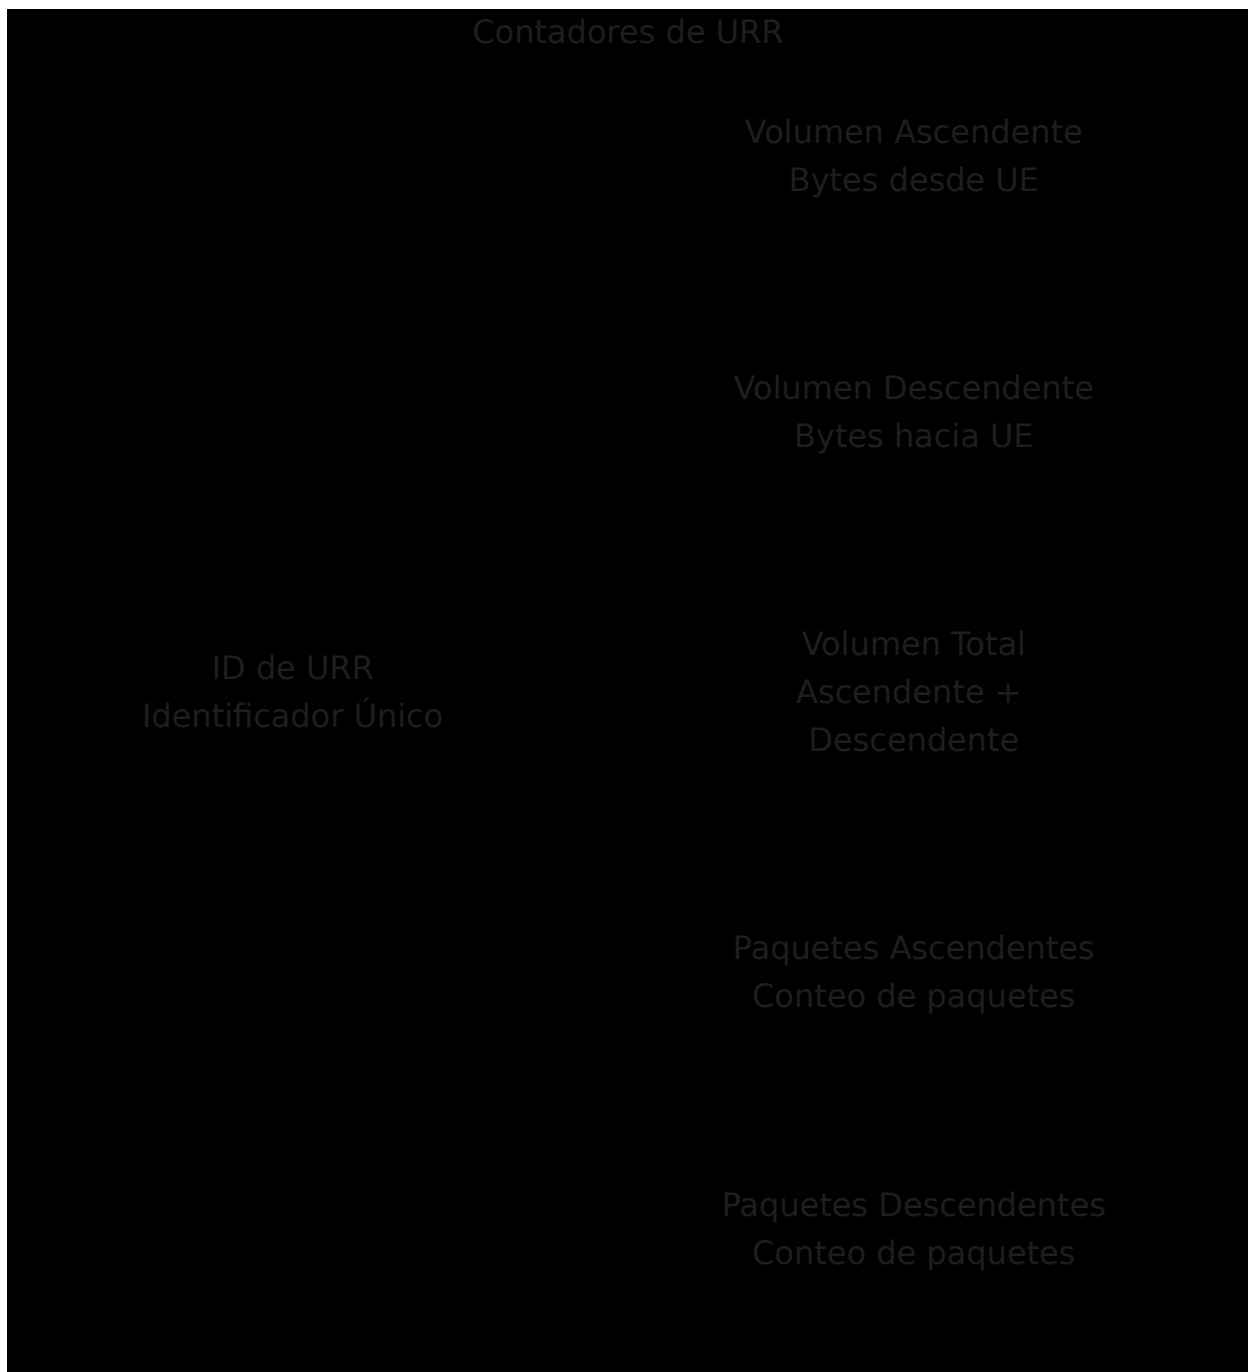 Contadores de URR
Volumen Ascendente
Bytes desde UE
Volumen Descendente
Bytes hacia UE
ID de URR
Identificador Único
Volumen Total
Ascendente +
Descendente
Paquetes Ascendentes
Conteo de paquetes
Paquetes Descendentes
Conteo de paquetes